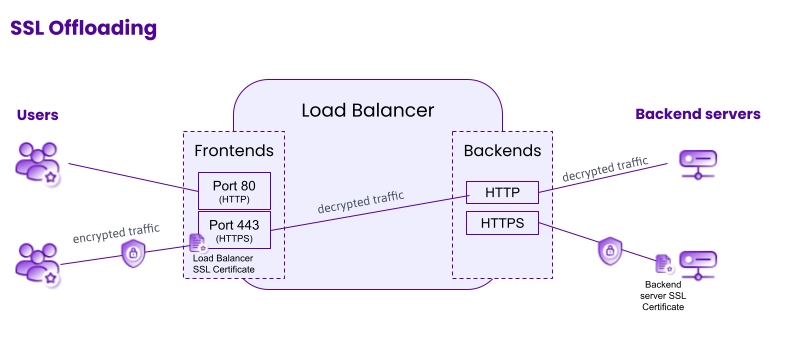 SSL Offloading
Users
Load Balancer
Backend servers
Frontends
Backends
Port 80
(HTTP)
HTTP
decrypted traffic
decrypted traffic
Port 443
(HTTPS)
HTTPS
encrypted traffic
Load Balancer
SSL Certificate
Backend
server SSL
Certificate